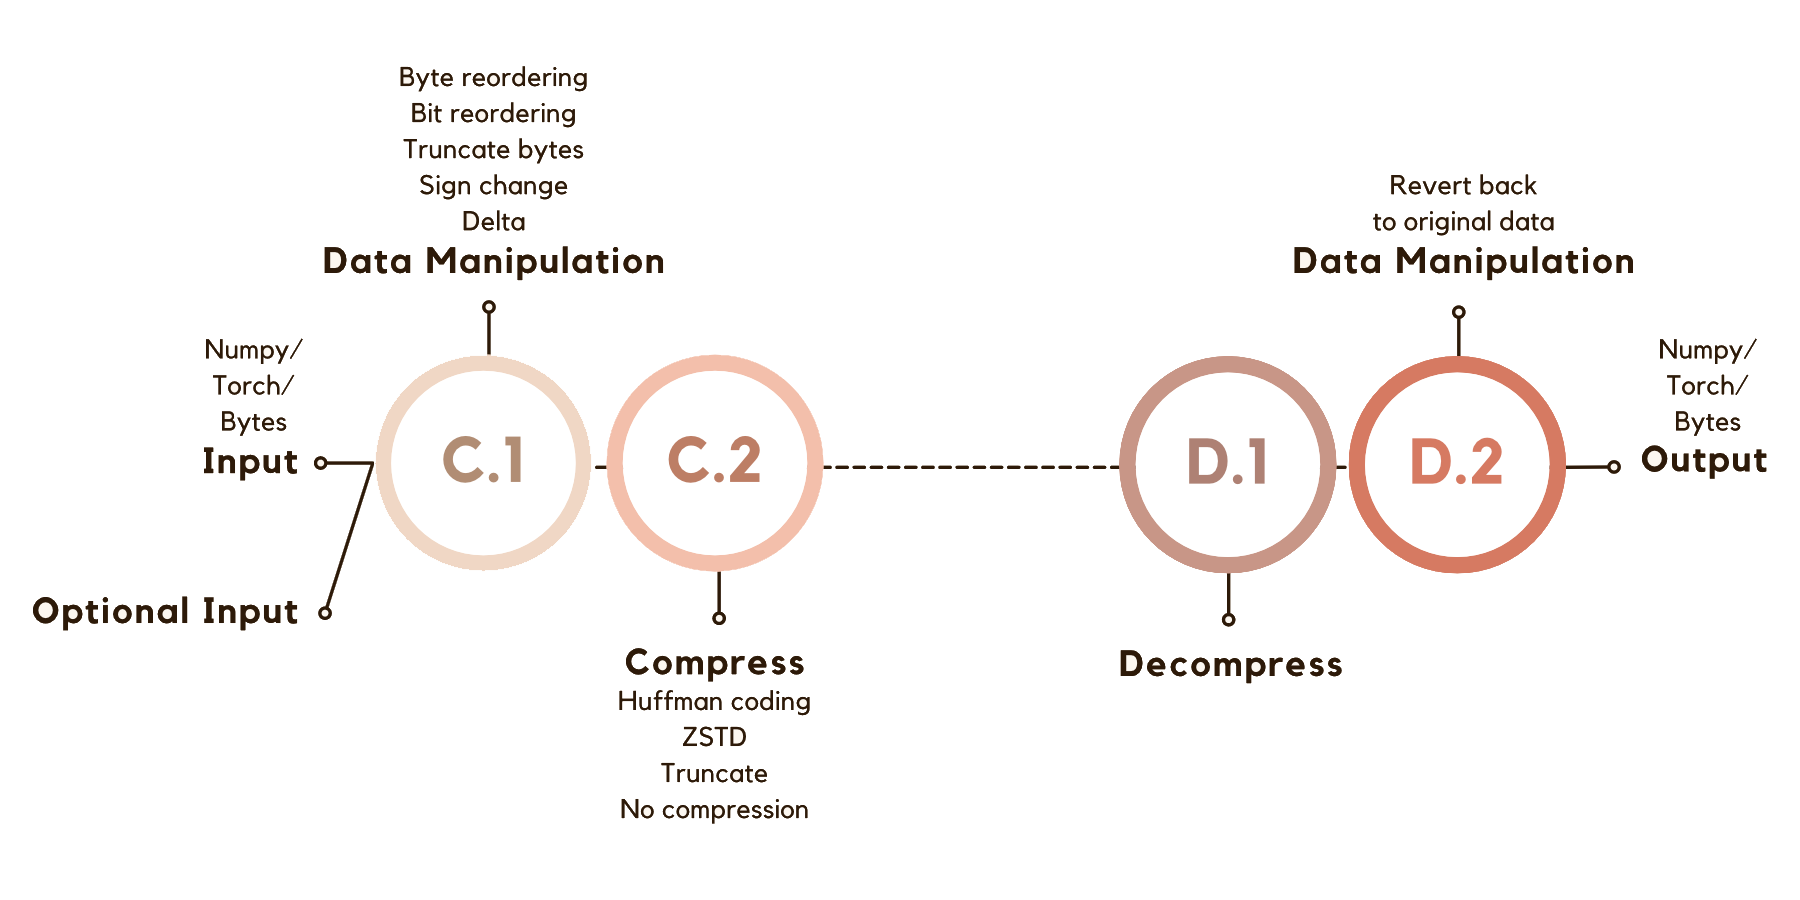 Byte reordering
Bit reordering
Truncate bytes
Sign change
Delta
Data Manipulation
Numpy/
Torch/
Bytes
Input
Optional Input
C.1
C.2
Compress
Huffman coding
ZSTD
Truncate
No compression
D.1
Decompress
Revert back
to original data
Data Manipulation
D.2
Numpy/
Torch/
Bytes
Output